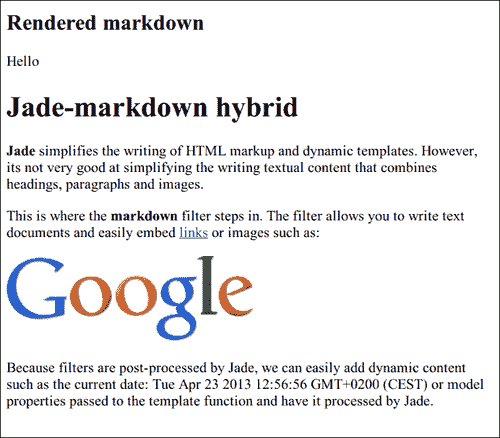 Rendered markdown
Hello
Jade-markdown hybrid
Jade simplifies the writing of HTML markup and dynamic templates. However,
its not very good at simplifying the writing textual content that combines
headings, paragraphs and images.
This is where the markdown filter steps in. The filter allows you to write text
documents and easily embed links or images such as:
Google
Because filters are post-processed by Jade, we can easily add dynamic content
such as the current date: Tue Apr 23 2013 12:56:56 GMT+0200 (CEST) or model
properties passed to the template function and have it processed by Jade.